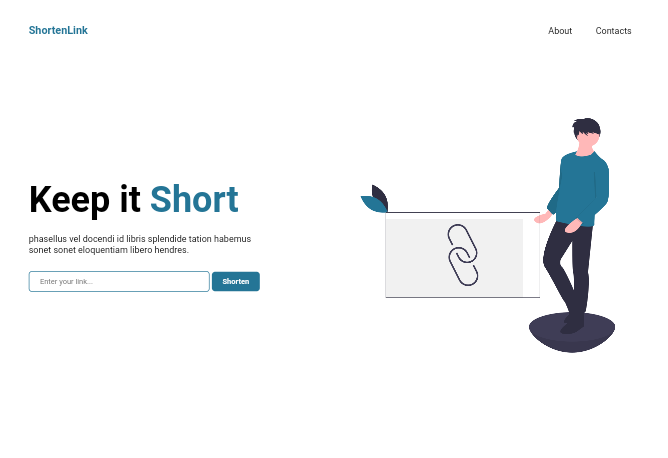 ShortenLink
About
Contacts
Keep it Short
phasellus vel docendi id libris splendide tation habemus
sonet sonet eloquentiam libero hendres.
Enter your link...
Shorten